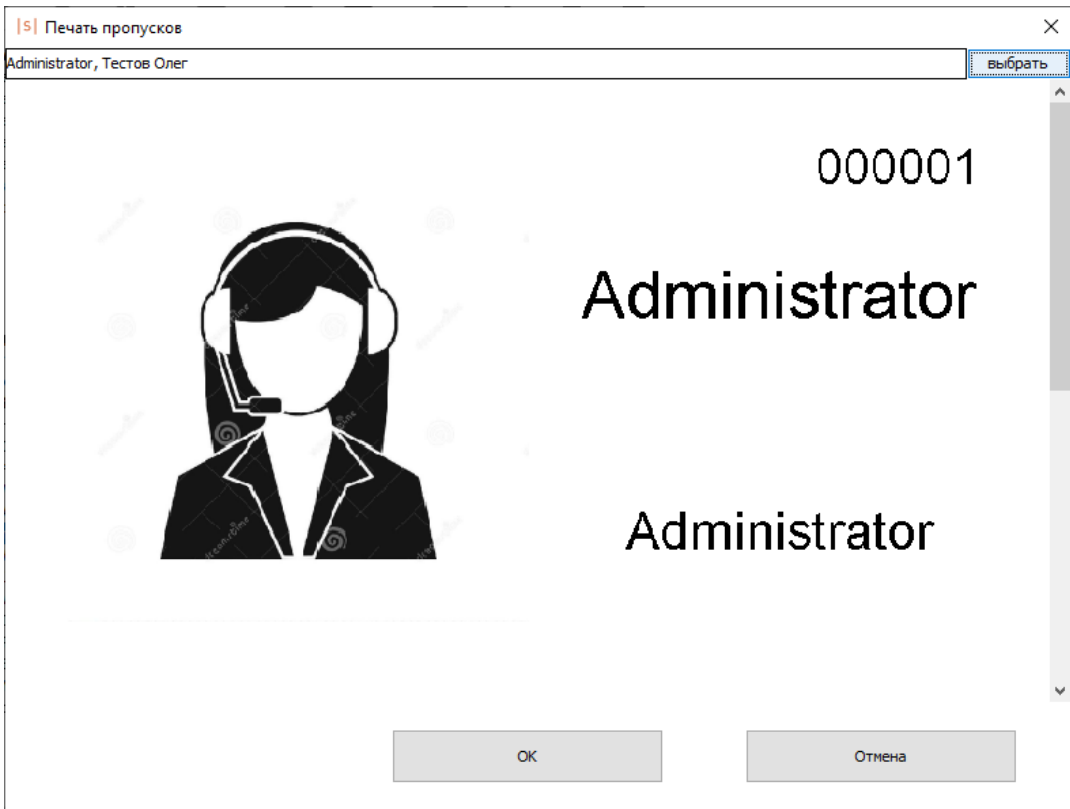 |S| Печать пропусков
Administrator, Тестов Олег
выбрать
000001
Administrator
Administrator
OK
Отмена